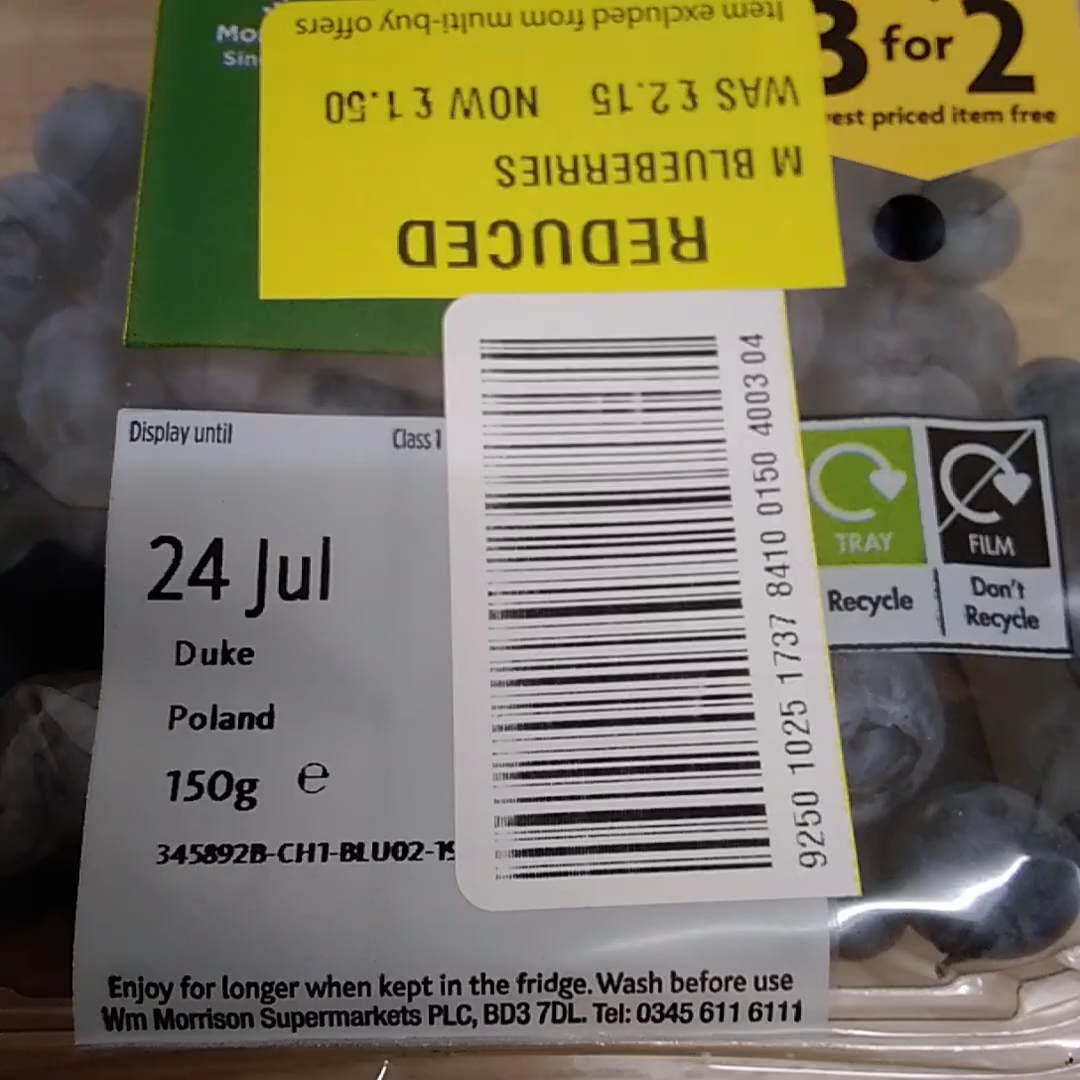 Item excluded from multi-buy offers
WAS £2.15 NOW £1.50
M BLUEBERRIES
REDUCED
3 for 2
priced item free
9250 1025 1737 8410 0150 4003 04
Display until
Class 1
24 Jul
Duke
Poland
150g e
345892B-CH1-BLU02-19
TRAY
Recycle
FILM
Don't
Recycle
Enjoy for longer when kept in the fridge. Wash before use
Wm Morrison Supermarkets PLC, BD3 7DL. Tel: 0345 611 6111